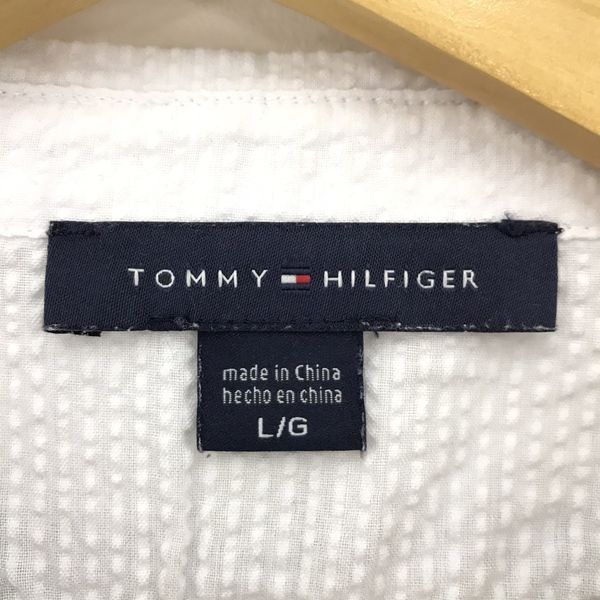 TOMMY HILFIGER
made in China
hecho en china
L/G